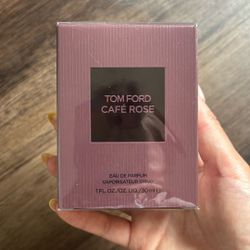 TOM FORD
CAFÉ ROSE
EAU DE PARFUM
VAPORISATEUR SPRAY
1 FL.OZ./OZ. LIQ./30 ml ℮